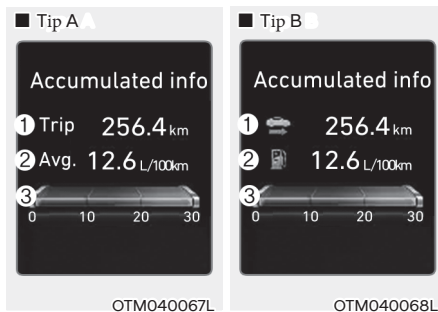 ■ Tip A
Accumulated info
① Trip 256.4 km
② Avg. 12.6 L/100km
③
0 10 20 30
OTM040067L
■ Tip B
Accumulated info
① 256.4 km
② 12.6 L/100km
③
0 10 20 30
OTM040068L